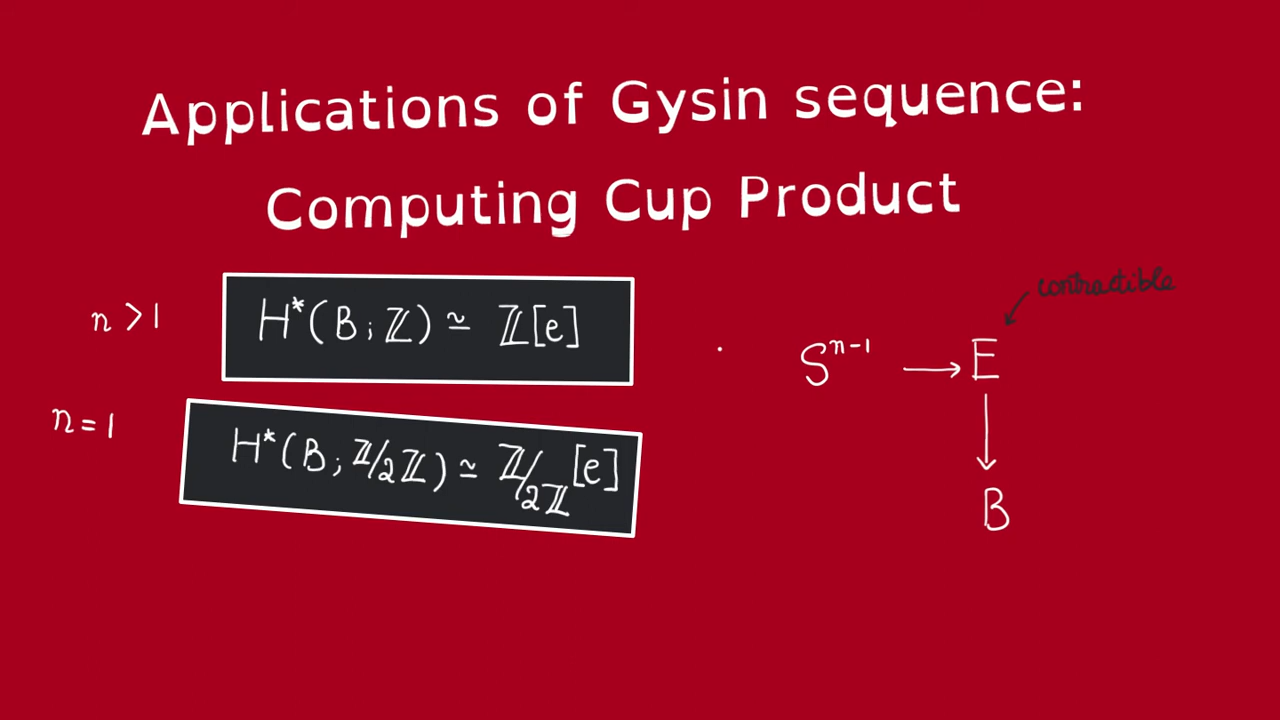 Applications of Gysin sequence:
Computing Cup Product
n > 1
H*(B; ℤ) ≃ ℤ[e]
n = 1
H*(B; ℤ/2ℤ) ≃ ℤ/2ℤ[e]
contractible
Sⁿ⁻¹ → E
↓
B